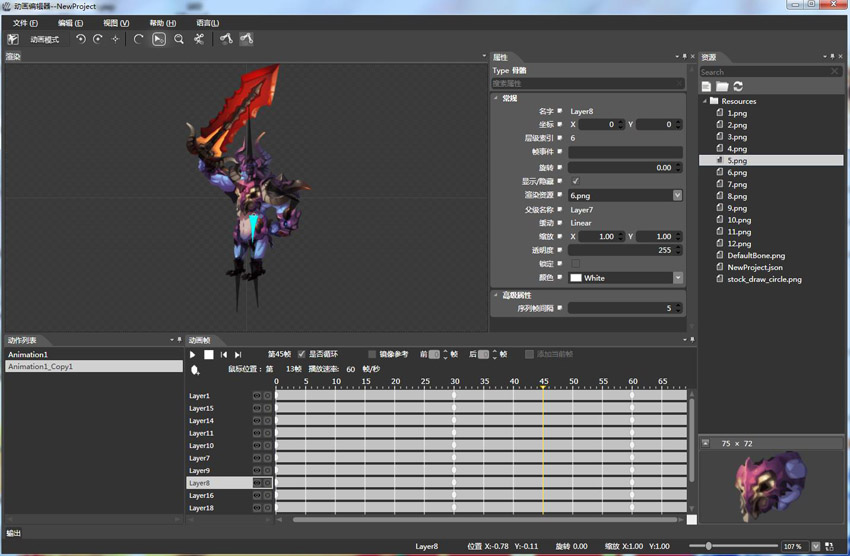 动画编辑器--NewProject
文件(F) 编辑(E) 视图(V) 帮助(H) 语言(L)
动画模式
渲染
属性
Type 骨骼
搜索属性
常规
名字 Layer8
坐标 X 0 Y 0
层级索引 6
帧事件
旋转 0.00
显示/隐藏
渲染资源 6.png
父级名称 Layer7
缓动 Linear
缩放 X 1.00 Y 1.00
透明度 255
锁定
颜色 White
高级属性
序列帧间隔 5
资源
Search
Resources
1.png
2.png
3.png
4.png
5.png
6.png
7.png
8.png
9.png
10.png
11.png
12.png
DefaultBone.png
NewProject.json
stock_draw_circle.png
75 × 72
动作列表
Animation1
Animation1_Copy1
动画帧
第45帧 是否循环 镜像参考 前 帧 后 帧 添加当前帧
鼠标位置: 第 13帧 播放速率: 60 帧/秒
0 5 10 15 20 25 30 35 40 45 50 55 60 65
Layer1
Layer15
Layer14
Layer11
Layer10
Layer7
Layer9
Layer8
Layer16
Layer18
输出
Layer8 位置 X:-0.78 Y:-0.11 旋转 0.00 缩放 X:1.00 Y:1.00 107 %